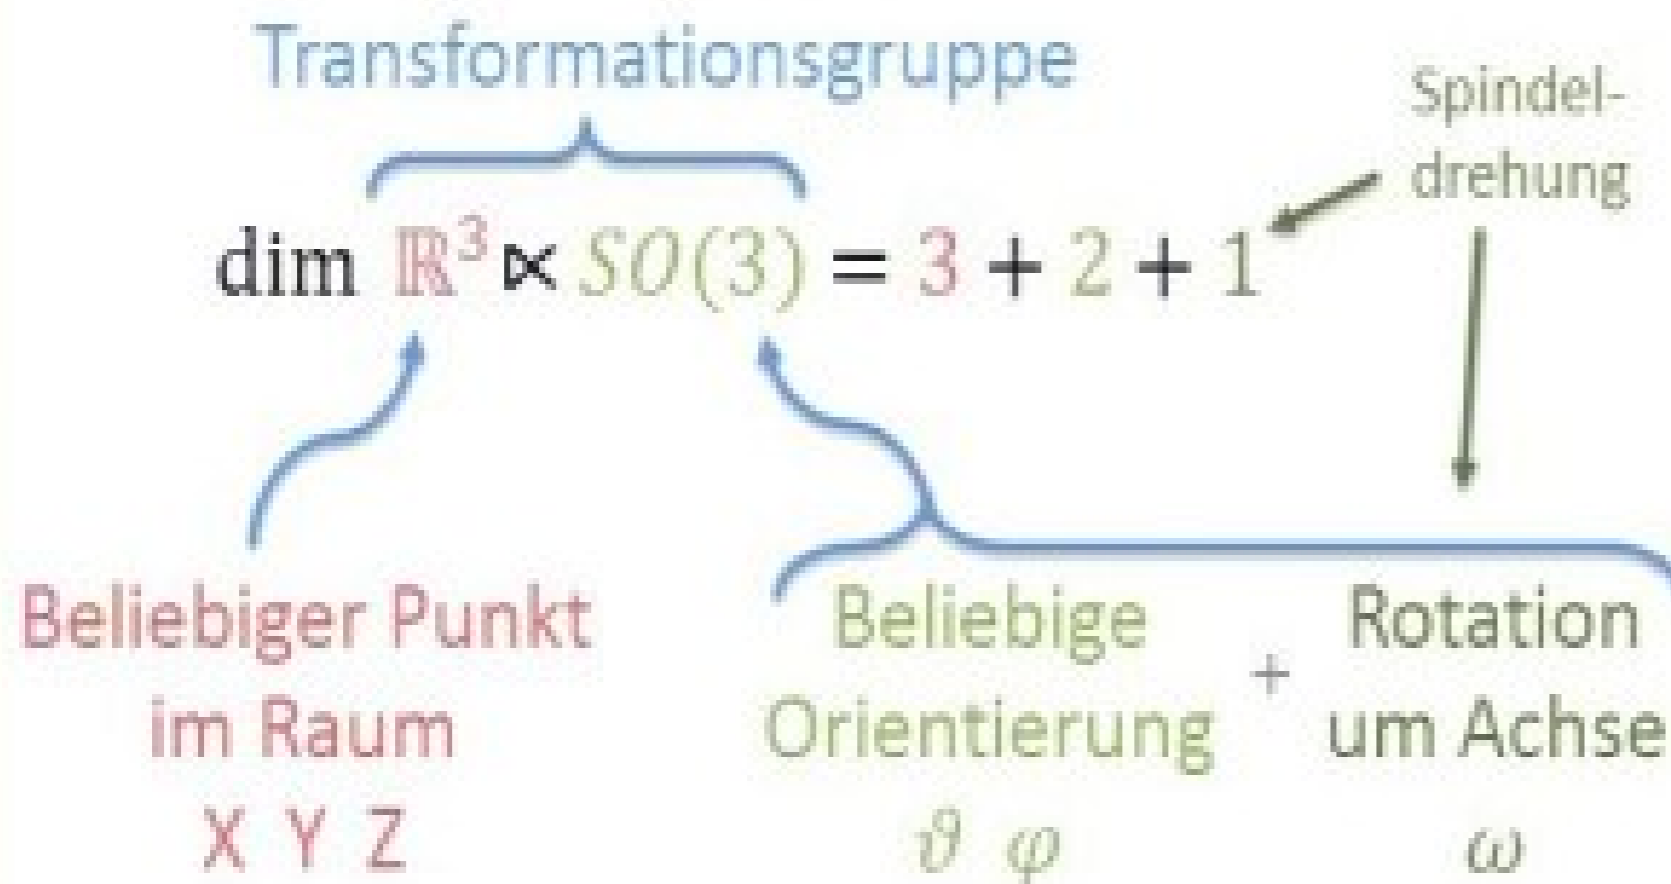 Transformationsgruppe
Spindel-
drehung
dim ℝ³ ⋉ SO(3) = 3 + 2 + 1
Beliebiger Punkt
im Raum
X Y Z
Beliebige
Orientierung
ϑ φ
+
Rotation
um Achse
ω